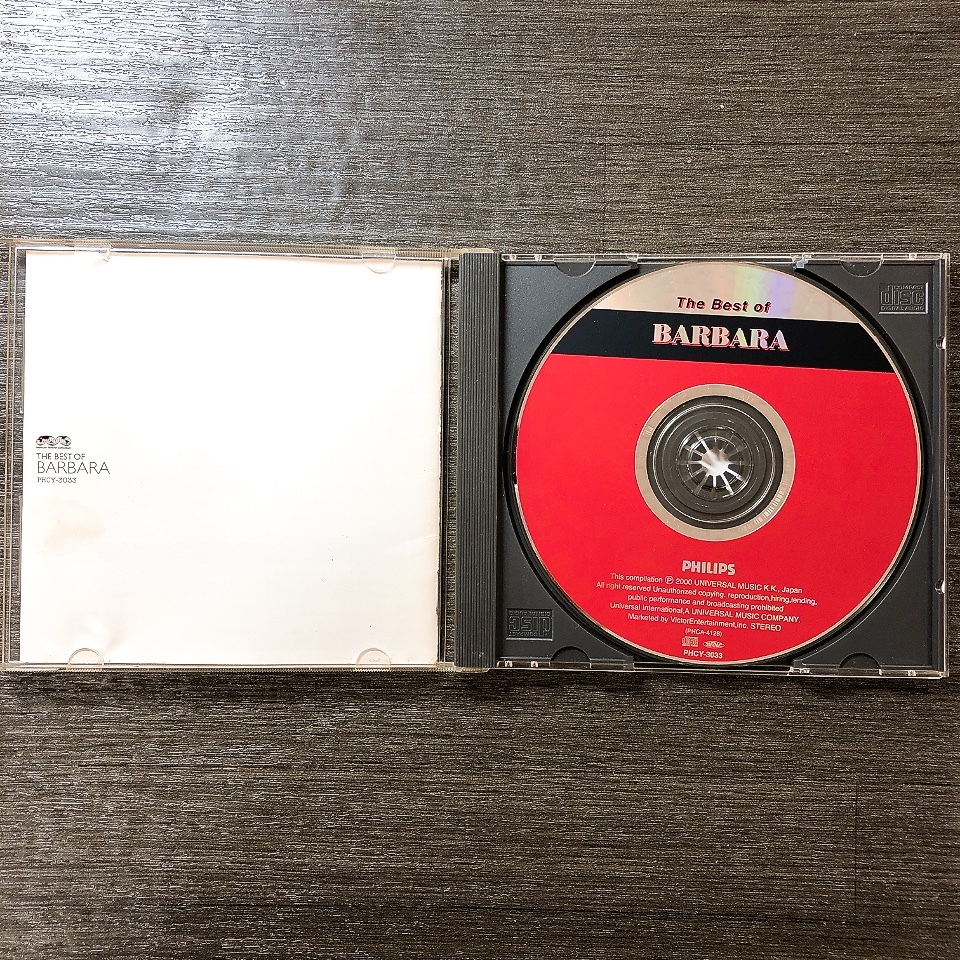 THE BEST OF
BARBARA
PHCY-3033
COMPACT
disc
DIGITAL AUDIO
The Best of
BARBARA
PHILIPS
This compilation ℗ 2000 UNIVERSAL MUSIC K.K., Japan
All right reserved Unauthorized copying, reproduction,hiring,lending,
public performance and broadcasting prohibited
Universal International,A UNIVERSAL MUSIC COMPANY.
Marketed by VictorEntertainment,Inc. STEREO
(PHCA-4128)
PHCY-3033